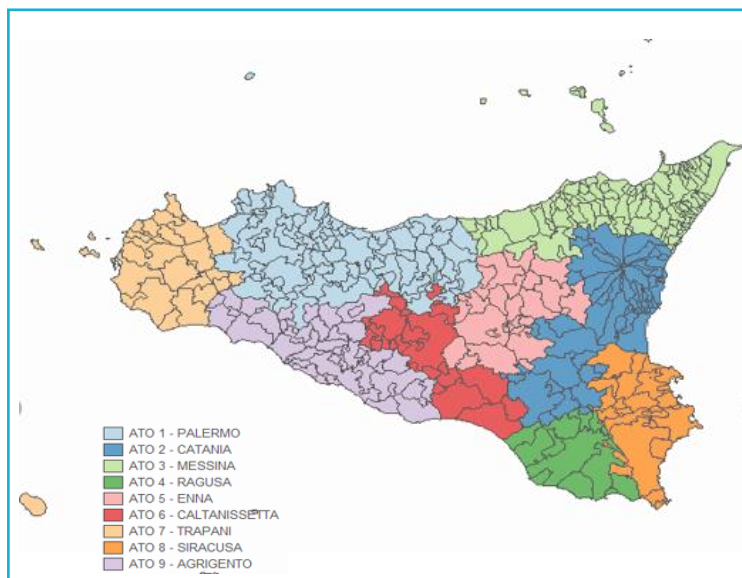 ATO 1 - PALERMO
ATO 2 - CATANIA
ATO 3 - MESSINA
ATO 4 - RAGUSA
ATO 5 - ENNA
ATO 6 - CALTANISSETTA
ATO 7 - TRAPANI
ATO 8 - SIRACUSA
ATO 9 - AGRIGENTO